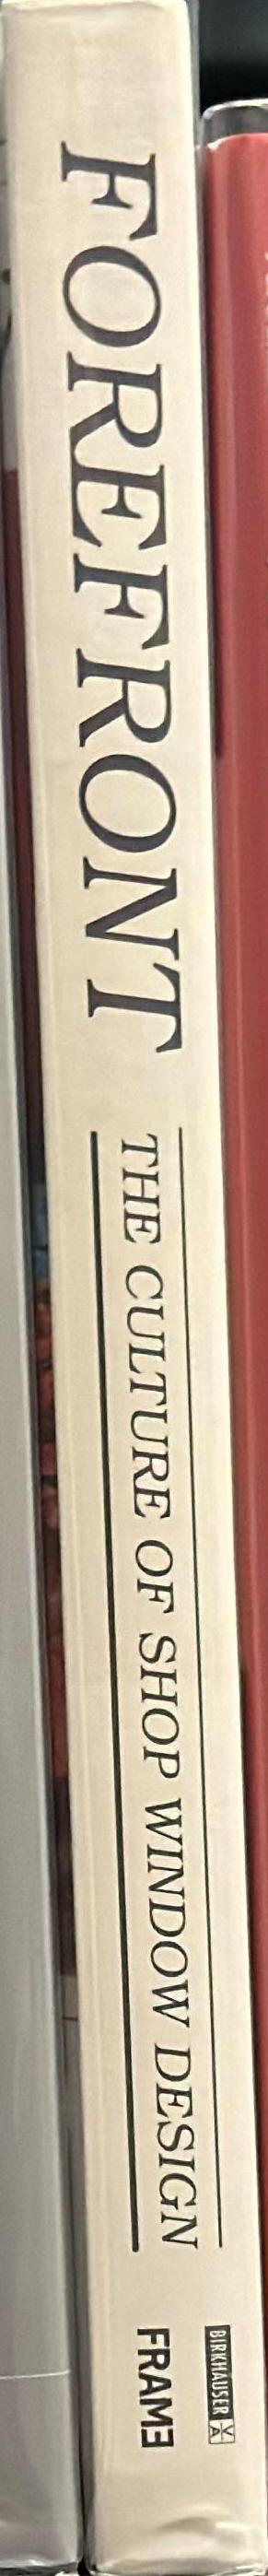 FOREFRONT
THE CULTURE OF SHOP WINDOW DESIGN
BIRKHÄUSER
FRAME